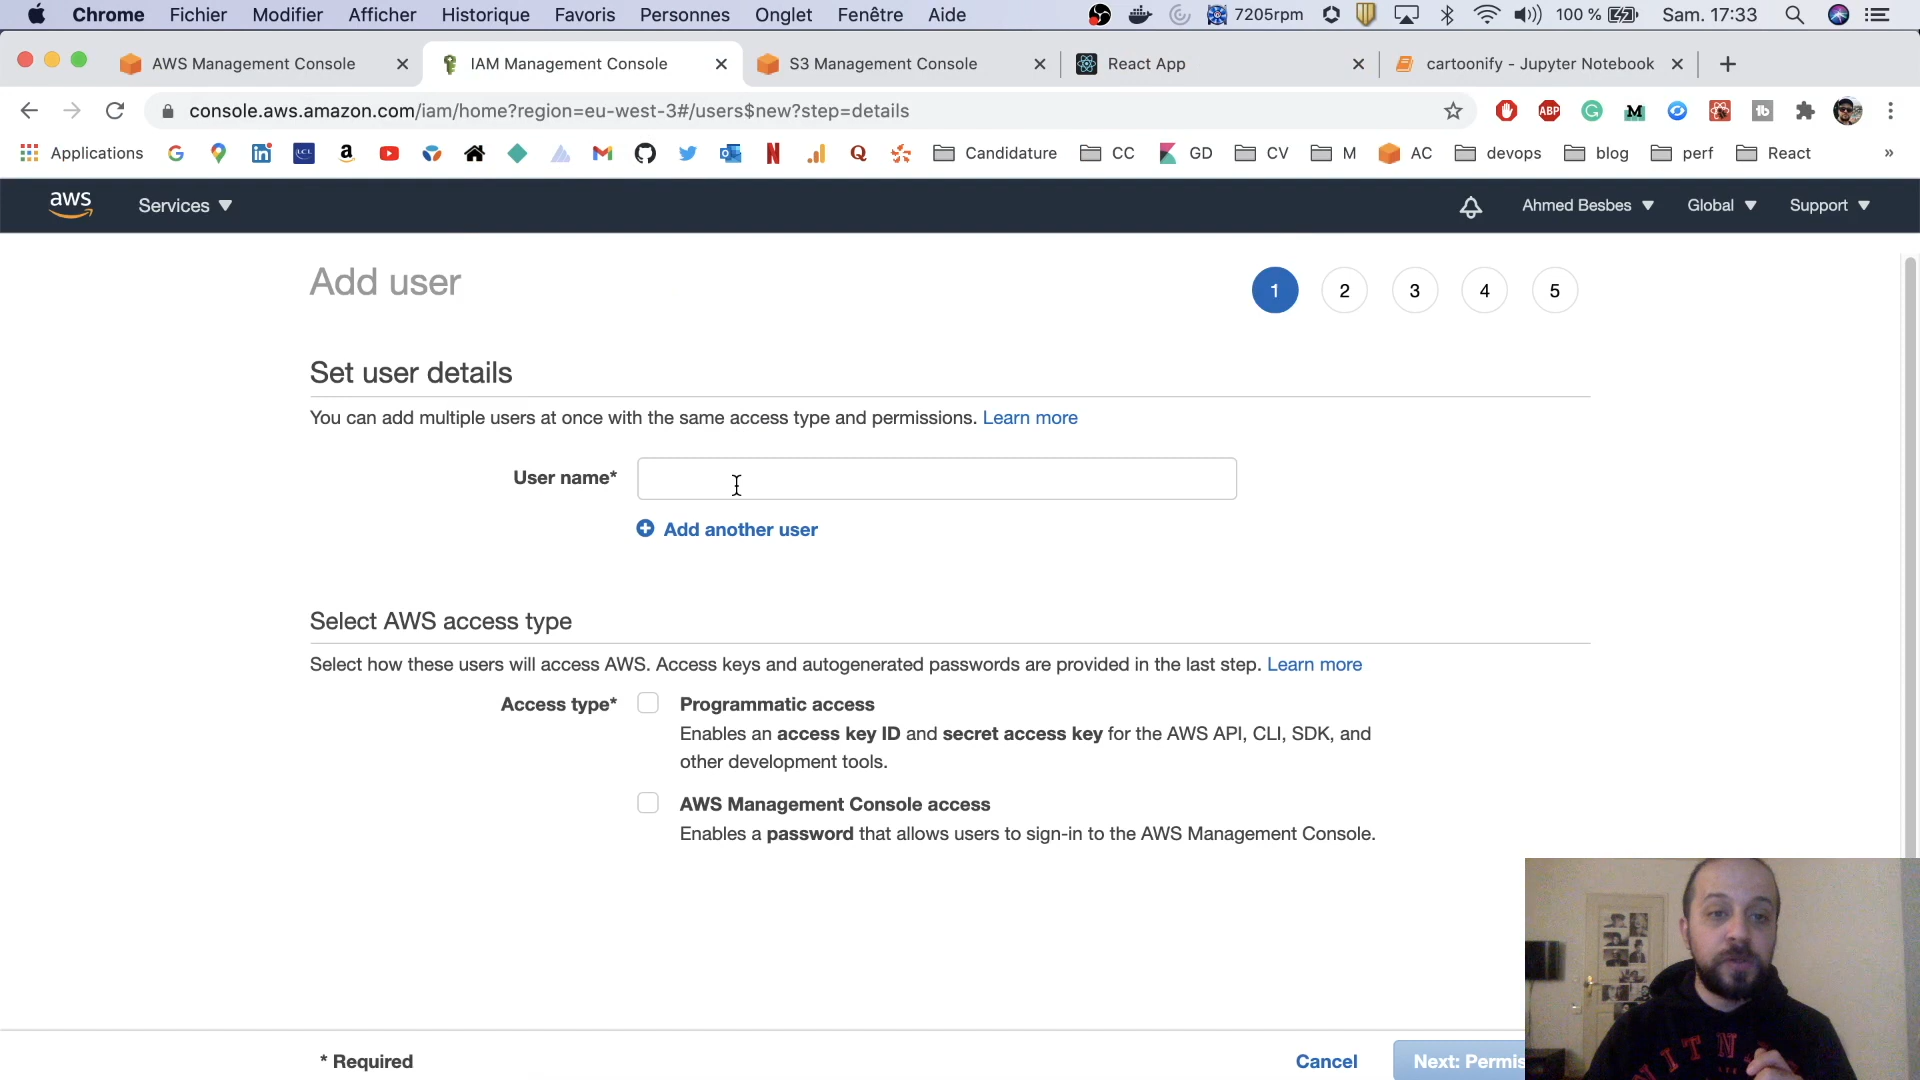 Chrome Fichier Modifier Afficher Historique Favoris Personnes Onglet Fenêtre Aide 7205rpm 100 % Sam. 17:33
AWS Management Console IAM Management Console S3 Management Console React App cartoonify - Jupyter Notebook
console.aws.amazon.com/iam/home?region=eu-west-3#/users$new?step=details ABP
Applications Candidature CC GD CV M AC devops blog perf React »
aws Services Ahmed Besbes Global Support
Add user 1 2 3 4 5
Set user details
You can add multiple users at once with the same access type and permissions. Learn more
User name*
Add another user
Select AWS access type
Select how these users will access AWS. Access keys and autogenerated passwords are provided in the last step. Learn more
Access type* Programmatic access
Enables an access key ID and secret access key for the AWS API, CLI, SDK, and
other development tools.
AWS Management Console access
Enables a password that allows users to sign-in to the AWS Management Console.
* Required Cancel Next: Permis